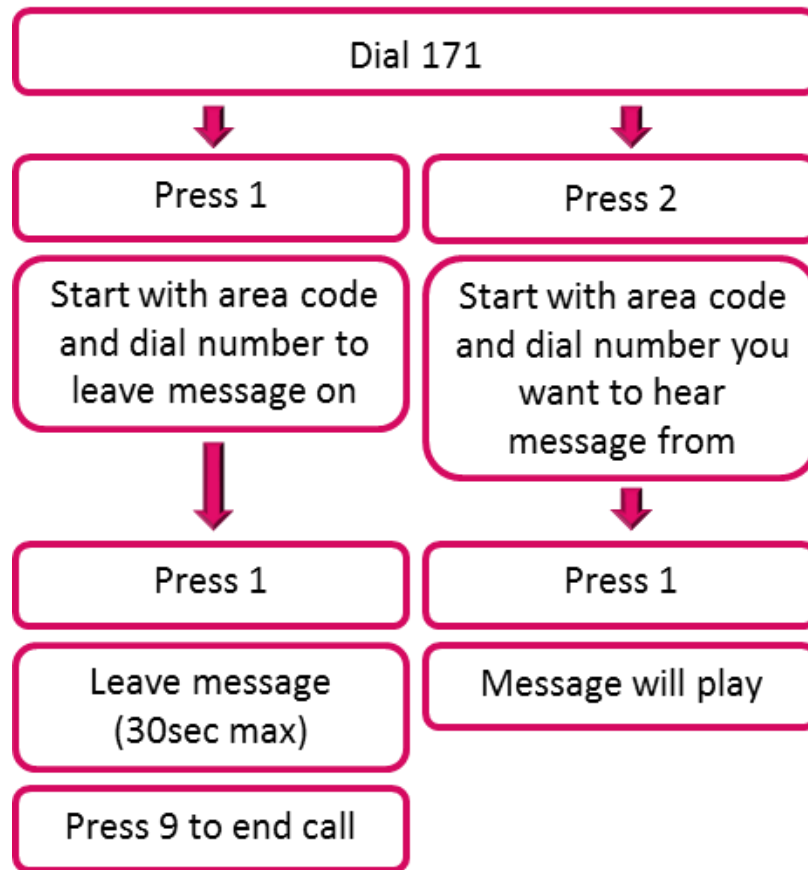 Dial 171
Press 1
Start with area code
and dial number to
leave message on
Press 1
Leave message
(30sec max)
Press 9 to end call
Press 2
Start with area code
and dial number you
want to hear
message from
Press 1
Message will play